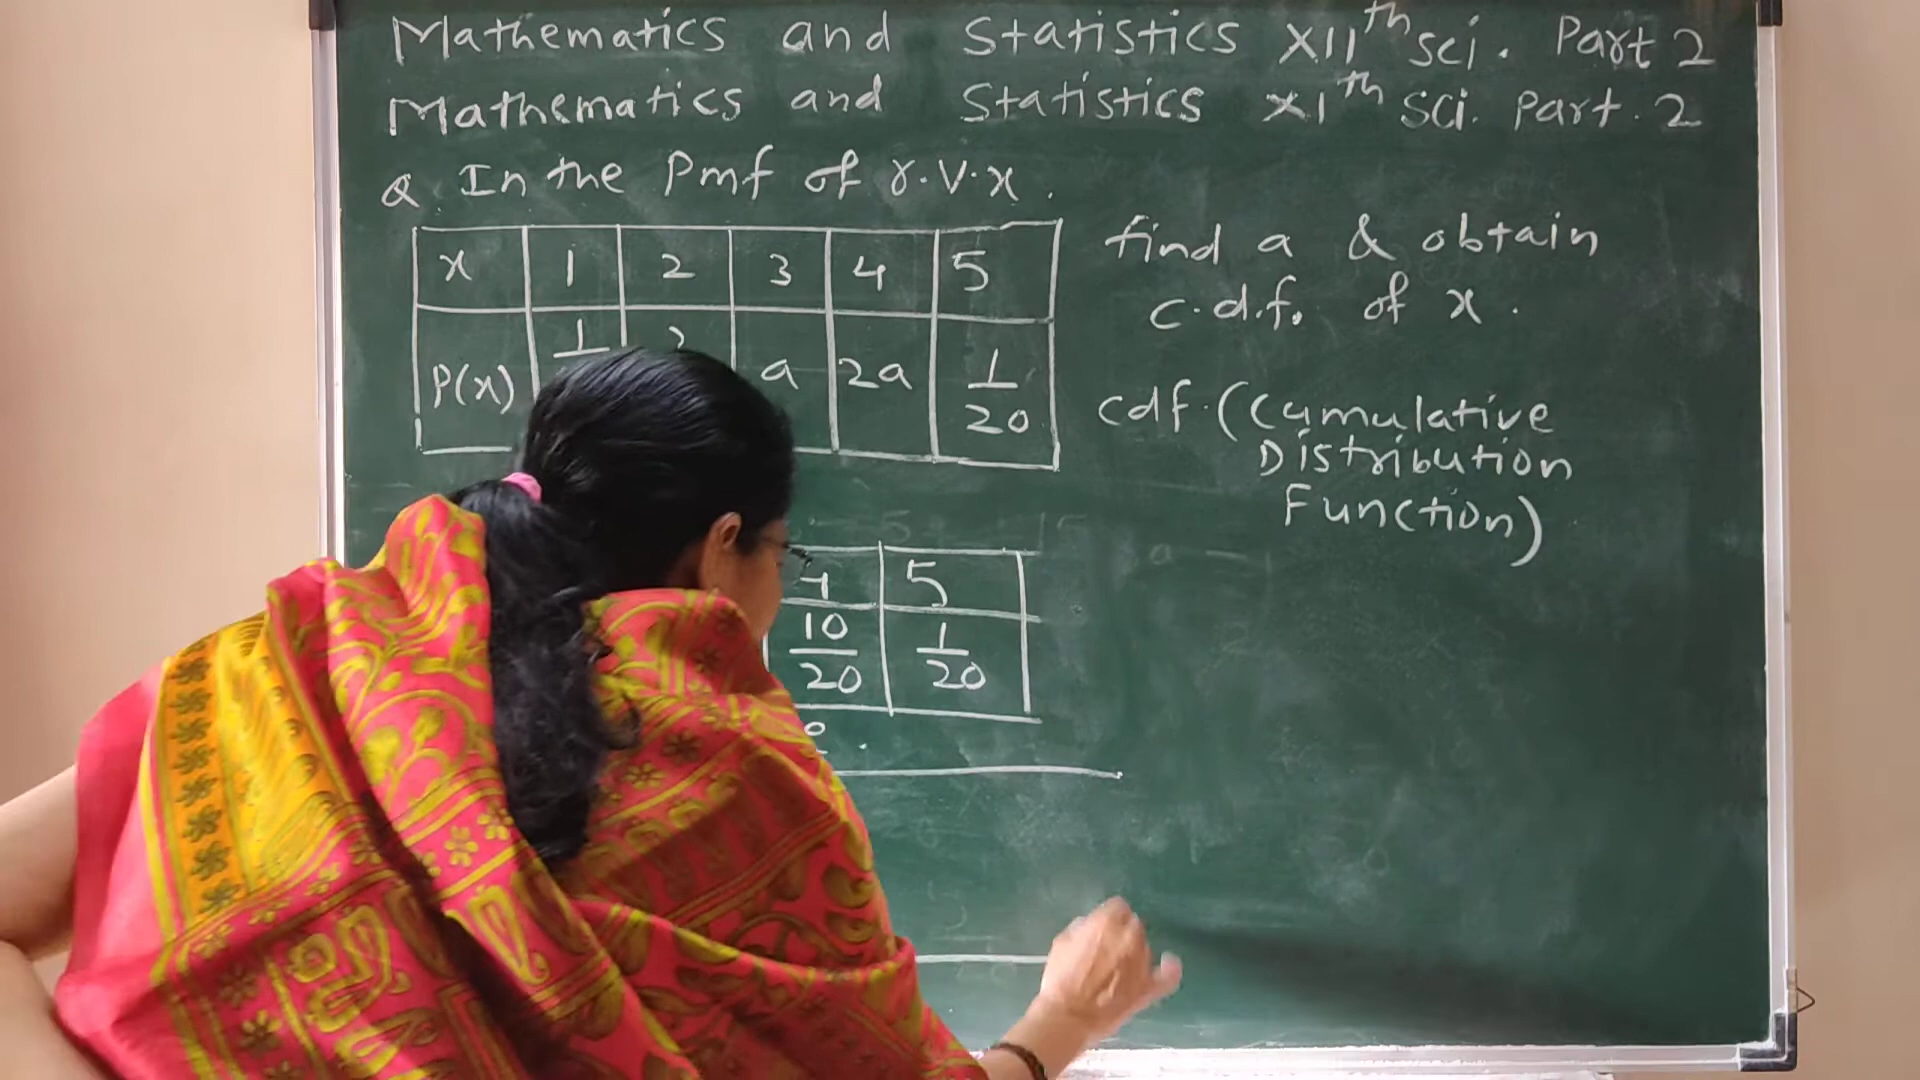 Mathematics and Statistics XIIth sci. Part 2
Mathematics and Statistics XIth sci. Part. 2
Q. In the Pmf of r.v.x.
x 1 2 3 4 5
P(x) 1 a 2a 1/20
find a & obtain
c.d.f. of x.
cdf. (Cumulative
Distribution
Function)
5
10/20 1/20